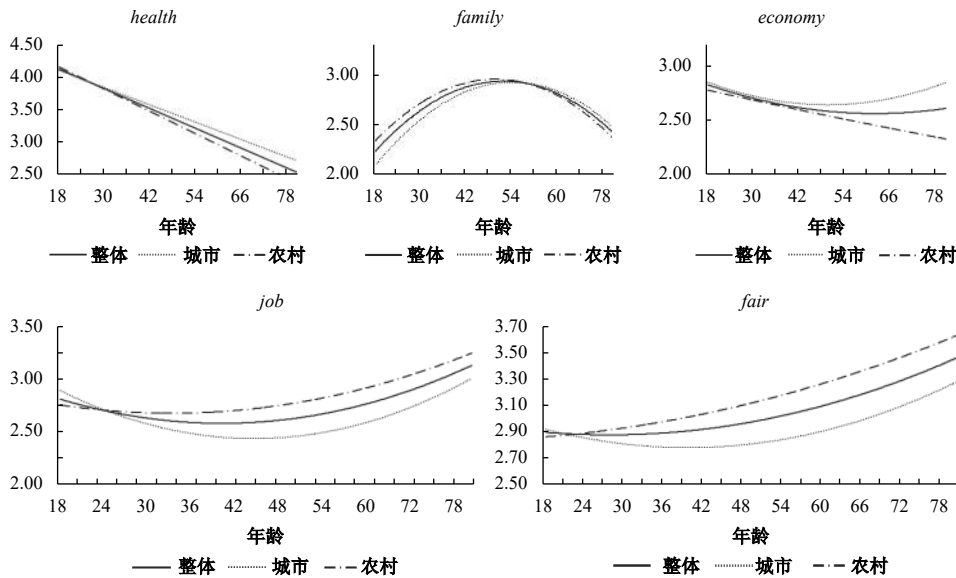 health family economy
4.50
4.00 3.00 3.00
3.50
3.00 2.50 2.50
2.50 2.00 2.00
18 30 42 54 66 78 18 30 42 54 66 78 18 30 42 54 66 78
年龄 年龄 年龄
整体 城市 农村 整体 城市 农村 整体 城市 农村
job fair
3.50 3.70
3.50
3.00 3.30
3.10
2.50 2.90
2.70
2.00 2.50
18 24 30 36 42 48 54 60 66 72 78 18 24 30 36 42 48 54 60 66 72 78
年龄 年龄
整体 城市 农村 整体 城市 农村